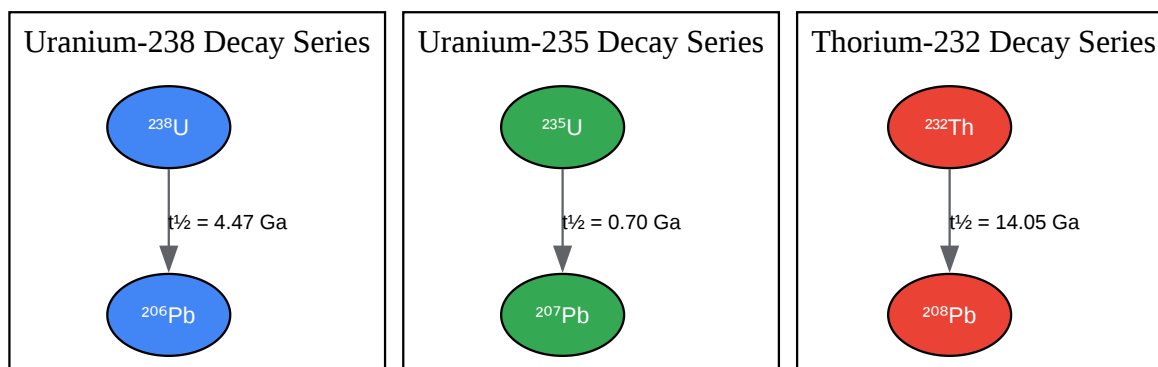 Uranium-238 Decay Series
²³⁸U
t½ = 4.47 Ga
²⁰⁶Pb
Uranium-235 Decay Series
²³⁵U
t½ = 0.70 Ga
²⁰⁷Pb
Thorium-232 Decay Series
²³²Th
t½ = 14.05 Ga
²⁰⁸Pb